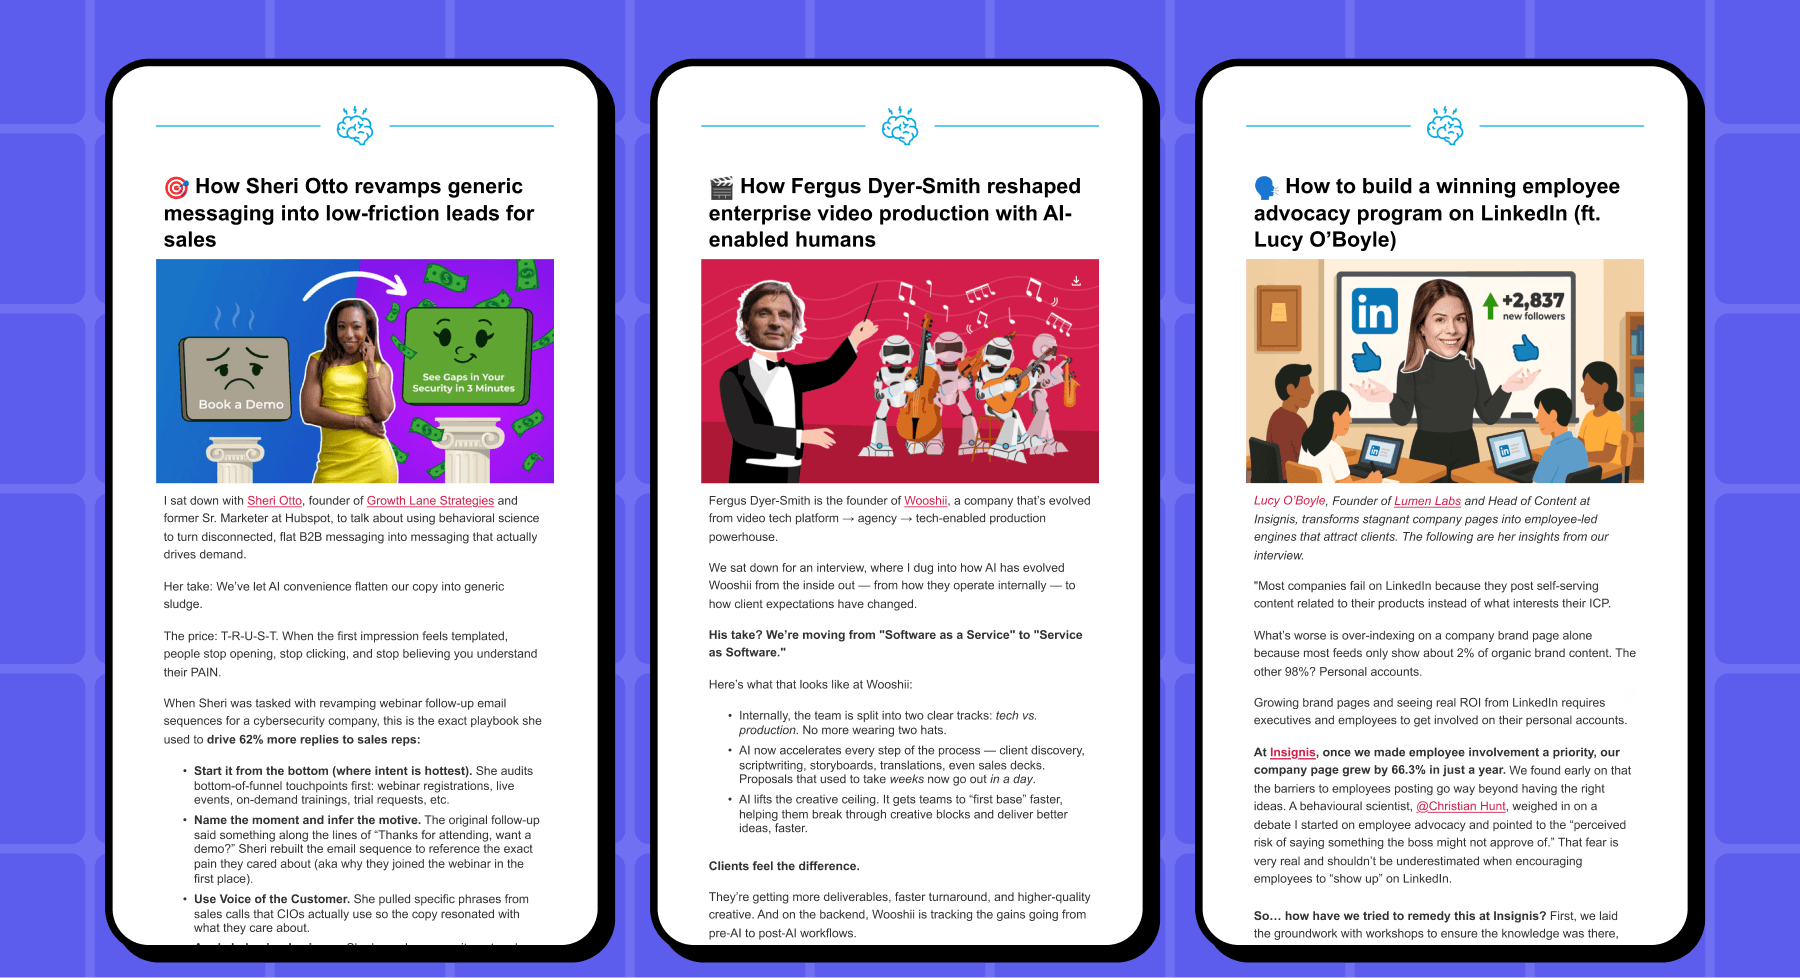 🎯 How Sheri Otto revamps generic
messaging into low-friction leads for
sales
Book a Demo
See Gaps in Your
Security in 3 Minutes
I sat down with Sheri Otto, founder of Growth Lane Strategies and
former Sr. Marketer at Hubspot, to talk about using behavioral science
to turn disconnected, flat B2B messaging into messaging that actually
drives demand.
Her take: We’ve let AI convenience flatten our copy into generic
sludge.
The price: T-R-U-S-T. When the first impression feels templated,
people stop opening, stop clicking, and stop believing you understand
their PAIN.
When Sheri was tasked with revamping webinar follow-up email
sequences for a cybersecurity company, this is the exact playbook she
used to drive 62% more replies to sales reps:
• Start it from the bottom (where intent is hottest). She audits
bottom-of-funnel touchpoints first: webinar registrations, live
events, on-demand trainings, trial requests, etc.
• Name the moment and infer the motive. The original follow-up
said something along the lines of “Thanks for attending, want a
demo?” Sheri rebuilt the email sequence to reference the exact
pain they cared about (aka why they joined the webinar in the
first place).
• Use Voice of the Customer. She pulled specific phrases from
sales calls that CIOs actually use so the copy resonated with
what they care about.
🎬 How Fergus Dyer-Smith reshaped
enterprise video production with AI-
enabled humans
Fergus Dyer-Smith is the founder of Wooshii, a company that’s evolved
from video tech platform → agency → tech-enabled production
powerhouse.
We sat down for an interview, where I dug into how AI has evolved
Wooshii from the inside out — from how they operate internally — to
how client expectations have changed.
His take? We’re moving from "Software as a Service" to "Service
as Software."
Here’s what that looks like at Wooshii:
• Internally, the team is split into two clear tracks: tech vs.
production. No more wearing two hats.
• AI now accelerates every step of the process — client discovery,
scriptwriting, storyboards, translations, even sales decks.
Proposals that used to take weeks now go out in a day.
• AI lifts the creative ceiling. It gets teams to “first base” faster,
helping them break through creative blocks and deliver better
ideas, faster.
Clients feel the difference.
They’re getting more deliverables, faster turnaround, and higher-quality
creative. And on the backend, Wooshii is tracking the gains going from
pre-AI to post-AI workflows.
🗣️ How to build a winning employee
advocacy program on LinkedIn (ft.
Lucy O’Boyle)
in
+2,837
new followers
in
in
Lucy O’Boyle, Founder of Lumen Labs and Head of Content at
Insignis, transforms stagnant company pages into employee-led
engines that attract clients. The following are her insights from our
interview.
"Most companies fail on LinkedIn because they post self-serving
content related to their products instead of what interests their ICP.
What’s worse is over-indexing on a company brand page alone
because most feeds only show about 2% of organic brand content. The
other 98%? Personal accounts.
Growing brand pages and seeing real ROI from LinkedIn requires
executives and employees to get involved on their personal accounts.
At Insignis, once we made employee involvement a priority, our
company page grew by 66.3% in just a year. We found early on that
the barriers to employees posting go way beyond having the right
ideas. A behavioural scientist, @Christian Hunt, weighed in on a
debate I started on employee advocacy and pointed to the “perceived
risk of saying something the boss might not approve of.” That fear is
very real and shouldn’t be underestimated when encouraging
employees to “show up” on LinkedIn.
So… how have we tried to remedy this at Insignis? First, we laid
the groundwork with workshops to ensure the knowledge was there,